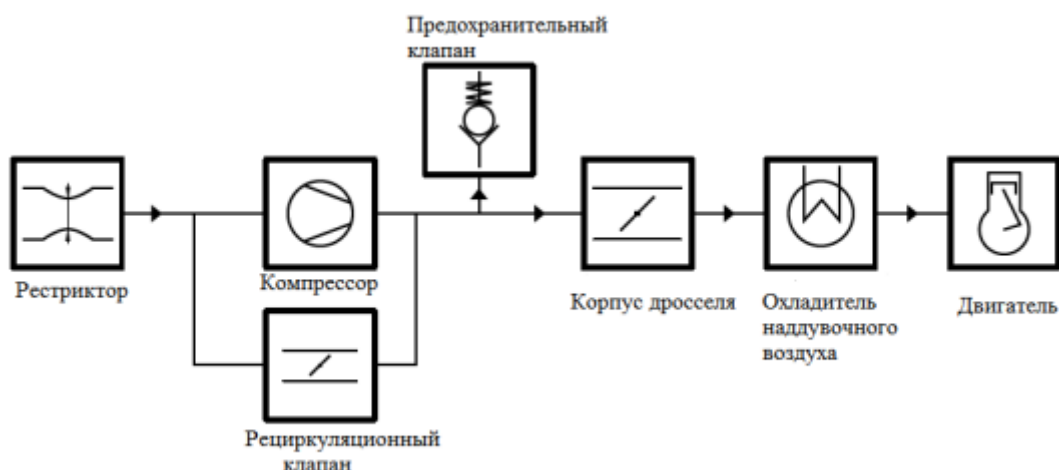 Предохранительный
клапан
Рестриктор
Компрессор
Корпус дросселя
Охладитель
наддувочного
воздуха
Двигатель
Рециркуляционный
клапан